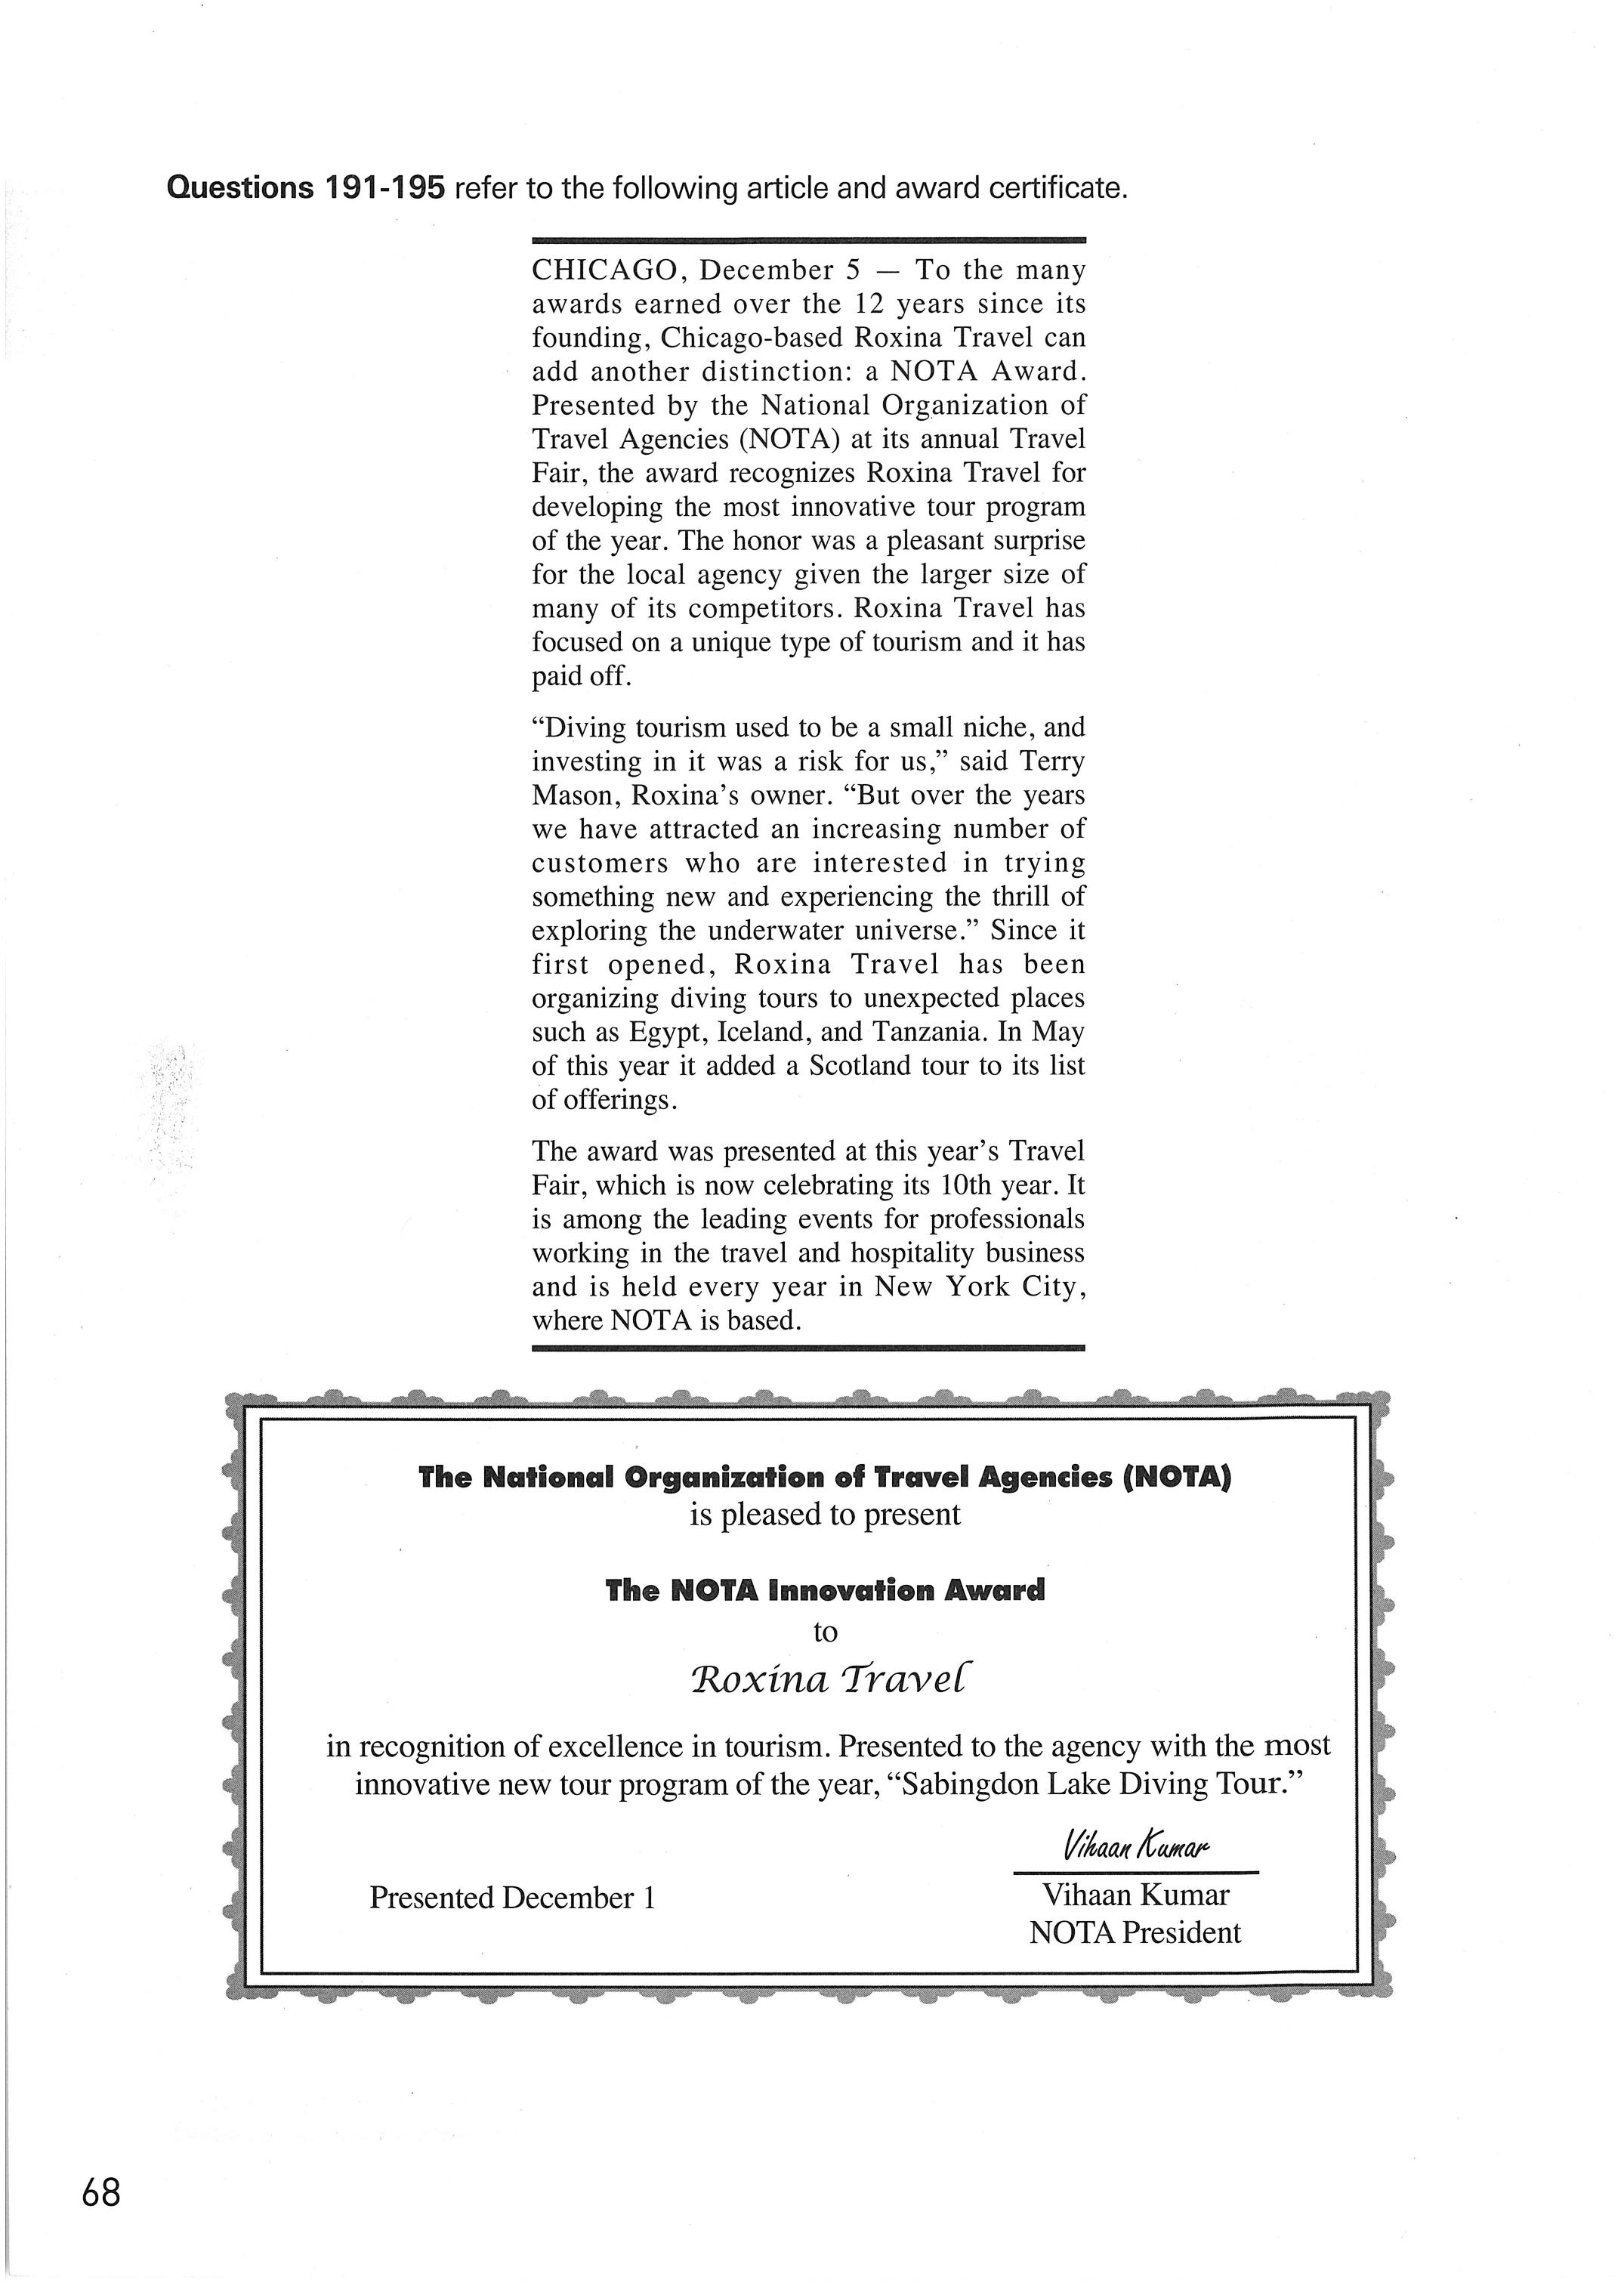 Questions 191-195 refer to the following article and award certificate.
CHICAGO, December 5 — To the many
awards earned over the 12 years since its
founding, Chicago-based Roxina Travel can
add another distinction: a NOTA Award.
Presented by the National Organization of
Travel Agencies (NOTA) at its annual Travel
Fair, the award recognizes Roxina Travel for
developing the most innovative tour program
of the year. The honor was a pleasant surprise
for the local agency given the larger size of
many of its competitors. Roxina Travel has
focused on a unique type of tourism and it has
paid off.
“Diving tourism used to be a small niche, and
investing in it was a risk for us,” said Terry
Mason, Roxina’s owner. “But over the years
we have attracted an increasing number of
customers who are interested in trying
something new and experiencing the thrill of
exploring the underwater universe.” Since it
first opened, Roxina Travel has been
organizing diving tours to unexpected places
such as Egypt, Iceland, and Tanzania. In May
of this year it added a Scotland tour to its list
of offerings.
The award was presented at this year’s Travel
Fair, which is now celebrating its 10th year. It
is among the leading events for professionals
working in the travel and hospitality business
and is held every year in New York City,
where NOTA is based.
The National Organization of Travel Agencies (NOTA)
is pleased to present
The NOTA Innovation Award
to
Roxina Travel
in recognition of excellence in tourism. Presented to the agency with the most
innovative new tour program of the year, “Sabingdon Lake Diving Tour.”
Vihaan Kumar
Presented December 1
Vihaan Kumar
NOTA President
68